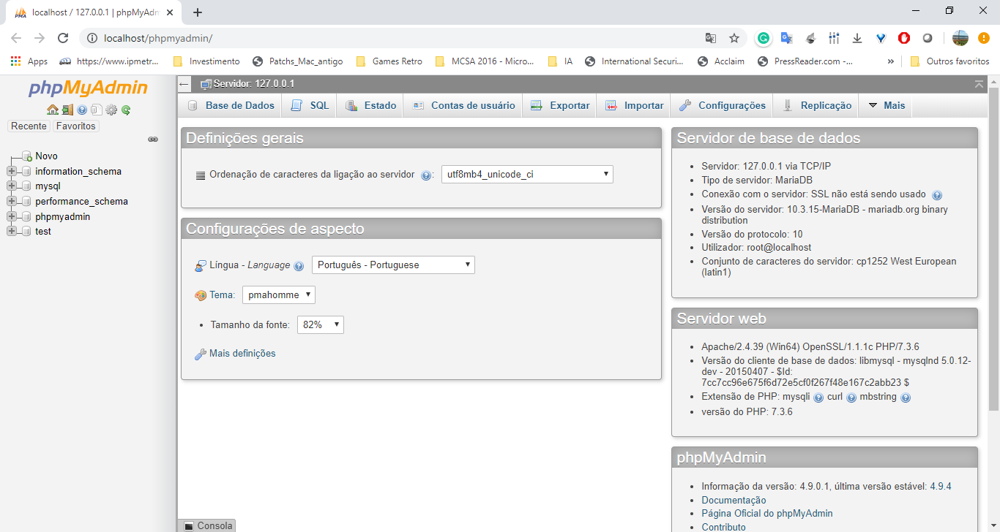 localhost / 127.0.0.1 | phpMyAdm
localhost/phpmyadmin/
Apps
https://www.ipmetr...
Investimento
Patchs_Mac_antigo
Games Retro
MCSA 2016 - Micro...
IA
International Securi...
Acclaim
PressReader.com -...
»
Outros favoritos
phpMyAdmin
Recente
Favoritos
Novo
information_schema
mysql
performance_schema
phpmyadmin
test
Servidor: 127.0.0.1
Base de Dados
SQL
Estado
Contas de usuário
Exportar
Importar
Configurações
Replicação
Mais
Definições gerais
Ordenação de caracteres da ligação ao servidor : utf8mb4_unicode_ci
Configurações de aspecto
Língua - Language Português - Portuguese
Tema: pmahomme
Tamanho da fonte: 82%
Mais definições
Servidor de base de dados
Servidor: 127.0.0.1 via TCP/IP
Tipo de servidor: MariaDB
Conexão com o servidor: SSL não está sendo usado
Versão do servidor: 10.3.15-MariaDB - mariadb.org binary
distribution
Versão do protocolo: 10
Utilizador: root@localhost
Conjunto de caracteres do servidor: cp1252 West European
(latin1)
Servidor web
Apache/2.4.39 (Win64) OpenSSL/1.1.1c PHP/7.3.6
Versão do cliente de base de dados: libmysql - mysqlnd 5.0.12-
dev - 20150407 - $Id:
7cc7cc96e675f6d72e5cf0f267f48e167c2abb23 $
Extensão de PHP: mysqli curl mbstring
versão do PHP: 7.3.6
phpMyAdmin
Informação da versão: 4.9.0.1, última versão estável: 4.9.4
Documentação
Página Oficial do phpMyAdmin
Contributo
Consola